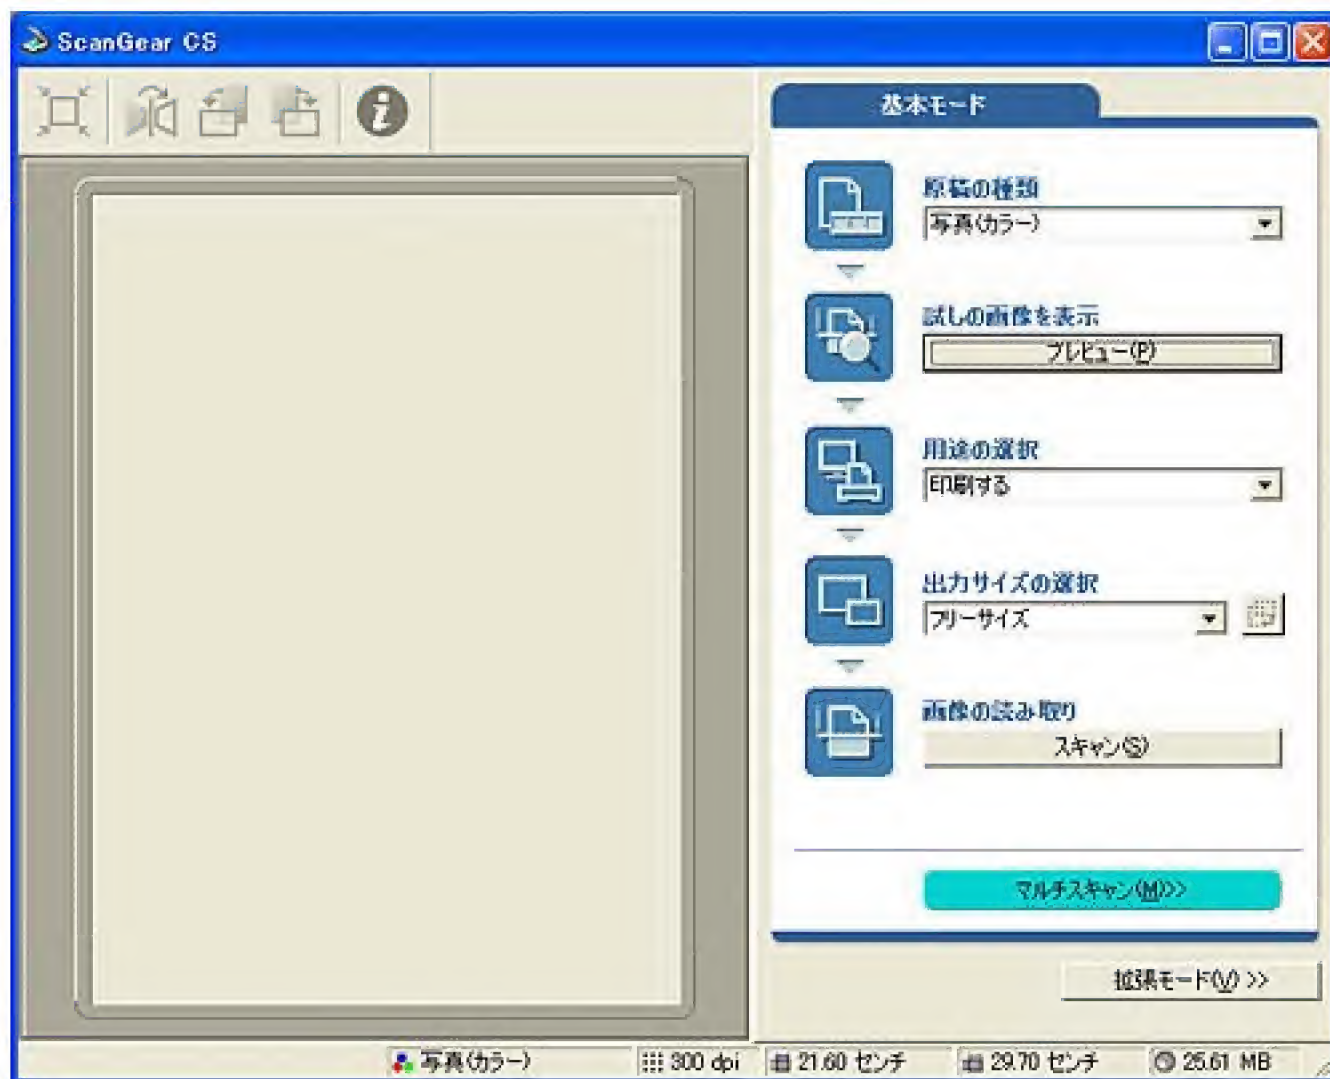 ScanGear CS
基本モード
原稿の種類
写真(カラー)
試しの画像を表示
プレビュー(P)
用途の選択
印刷する
出力サイズの選択
フリーサイズ
画像の読み取り
スキャン(S)
マルチスキャン(M)>>
拡張モード(V) >>
写真(カラー) 300 dpi 21.60 センチ 29.70 センチ 25.61 MB